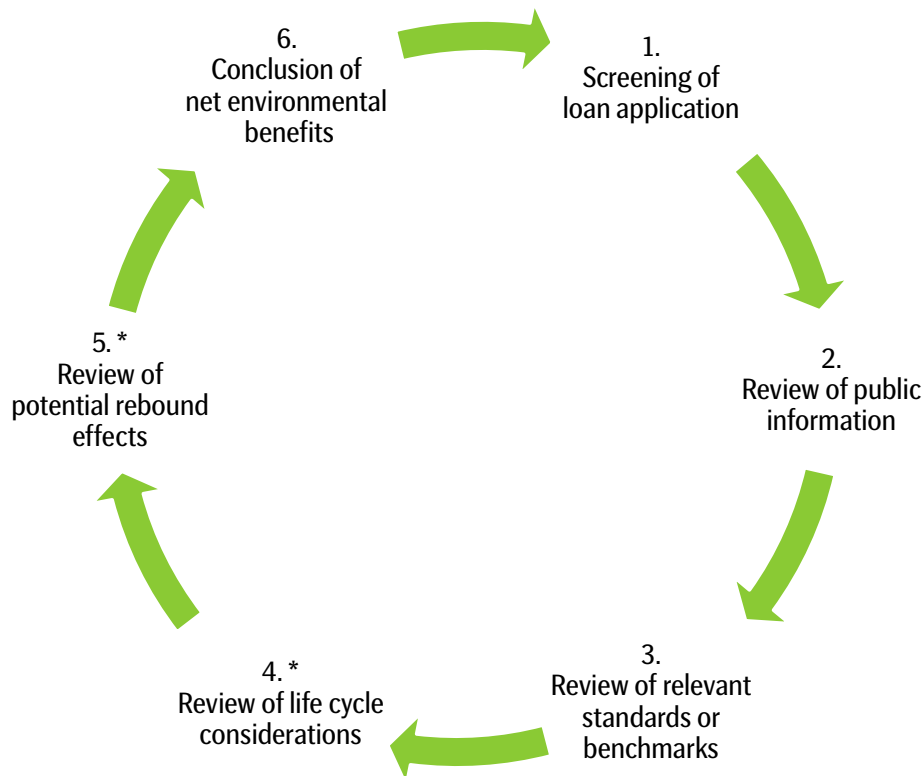 1.
Screening of
loan application
2.
Review of public
information
3.
Review of relevant
standards or
benchmarks
4. *
Review of life cycle
considerations
5. *
Review of
potential rebound
effects
6.
Conclusion of
net environmental
benefits